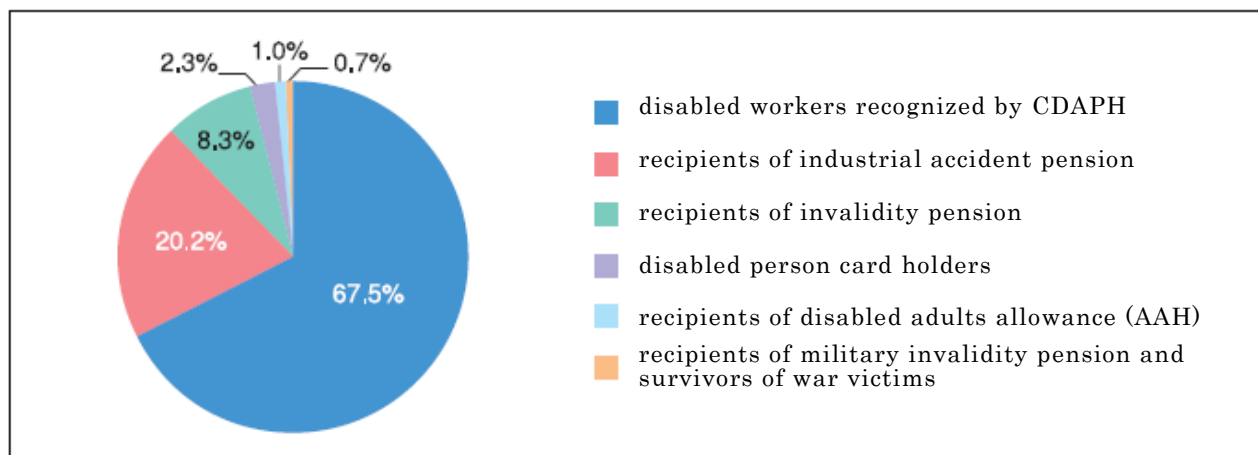 2.3%
1.0%
0.7%
8.3%
20.2%
67.5%
disabled workers recognized by CDAPH
recipients of industrial accident pension
recipients of invalidity pension
disabled person card holders
recipients of disabled adults allowance (AAH)
recipients of military invalidity pension and
survivors of war victims